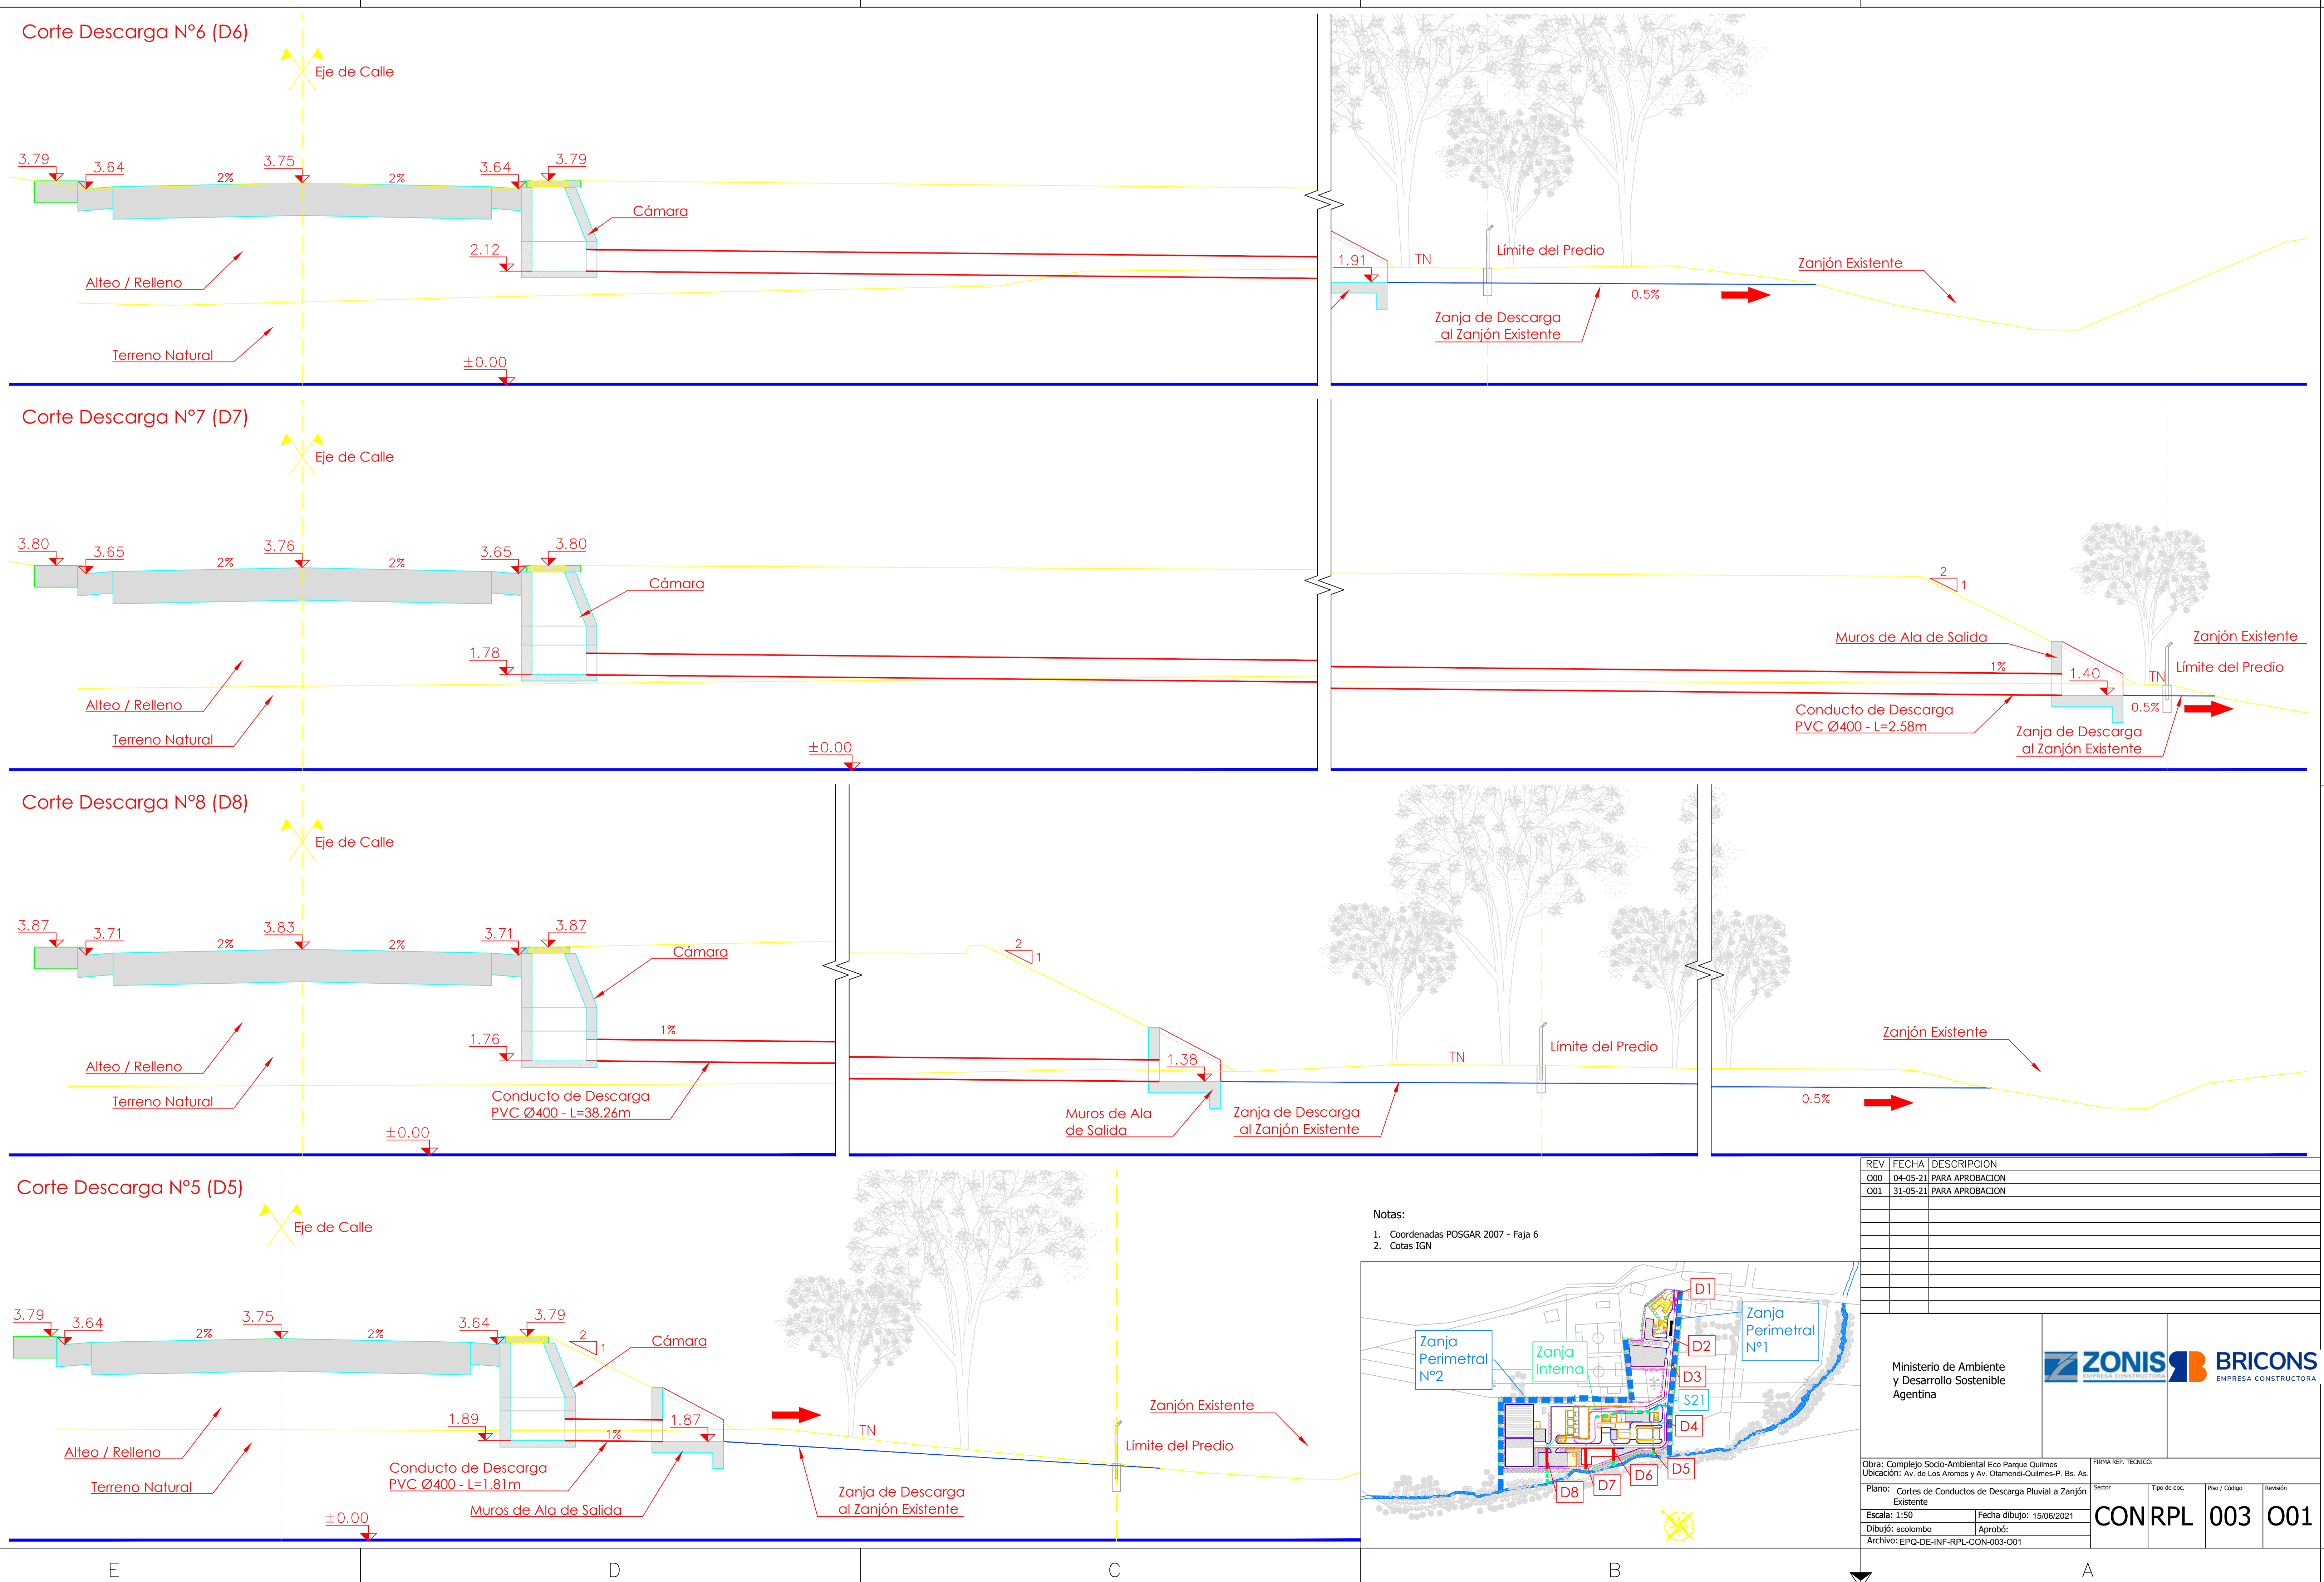 Corte Descarga N°6 (D6)
Eje de Calle
3.79
3.64
2%
3.75
2%
3.64
3.79
Cámara
2.12
Alteo / Relleno
Terreno Natural
±0.00
1.91
TN
Límite del Predio
Zanjón Existente
0.5%
Zanja de Descarga
al Zanjón Existente
Corte Descarga N°7 (D7)
Eje de Calle
3.80
3.65
2%
3.76
2%
3.65
3.80
Cámara
1.78
Alteo / Relleno
Terreno Natural
±0.00
2
1
Muros de Ala de Salida
Zanjón Existente
1%
Límite del Predio
1.40
TN
0.5%
Conducto de Descarga
PVC Ø400 - L=2.58m
Zanja de Descarga
al Zanjón Existente
Corte Descarga N°8 (D8)
Eje de Calle
3.87
3.71
2%
3.83
2%
3.71
3.87
Cámara
1.76
1%
Alteo / Relleno
Terreno Natural
Conducto de Descarga
PVC Ø400 - L=38.26m
±0.00
2
1
1.38
Muros de Ala
de Salida
Zanja de Descarga
al Zanjón Existente
TN
Límite del Predio
Zanjón Existente
0.5%
Corte Descarga N°5 (D5)
Eje de Calle
3.79
3.64
2%
3.75
2%
3.64
3.79
2
1
Cámara
1.89
1.87
1%
Alteo / Relleno
Terreno Natural
Conducto de Descarga
PVC Ø400 - L=1.81m
Muros de Ala de Salida
±0.00
TN
Zanja de Descarga
al Zanjón Existente
Zanjón Existente
Límite del Predio
Notas:
1. Coordenadas POSGAR 2007 - Faja 6
2. Cotas IGN
D1
Zanja
Perimetral
N°1
Zanja
Perimetral
N°2
Zanja
Interna
D2
D3
S21
D4
D5
D6
D7
D8
REV FECHA DESCRIPCION
O00 04-05-21 PARA APROBACION
O01 31-05-21 PARA APROBACION
Ministerio de Ambiente
y Desarrollo Sostenible
Agentina
ZONIS
EMPRESA CONSTRUCTORA
BRICONS
EMPRESA CONSTRUCTORA
Obra: Complejo Socio-Ambiental Eco Parque Quilmes
Ubicación: Av. de Los Aromos y Av. Otamendi-Quilmes-P. Bs. As.
FIRMA REP. TECNICO:
Plano: Cortes de Conductos de Descarga Pluvial a Zanjón
Existente
Escala: 1:50
Fecha dibujo: 15/06/2021
Dibujó: scolombo
Aprobó:
Archivo: EPQ-DE-INF-RPL-CON-003-O01
Sector
Tipo de doc.
Piso / Código
Revisión
CON RPL 003 O01
E
D
C
B
A